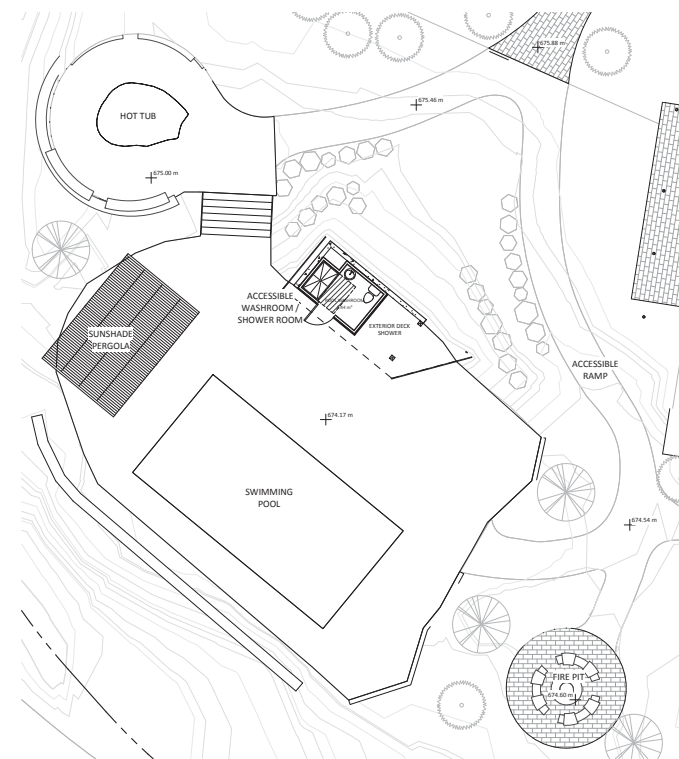 675.88 m
675.46 m
HOT TUB
675.00 m
ACCESSIBLE
WASHROOM /
SHOWER ROOM
EXTERIOR DECK
SHOWER
SUNSHADE
PERGOLA
ACCESSIBLE
RAMP
674.17 m
SWIMMING
POOL
674.54 m
FIRE PIT
674.60 m